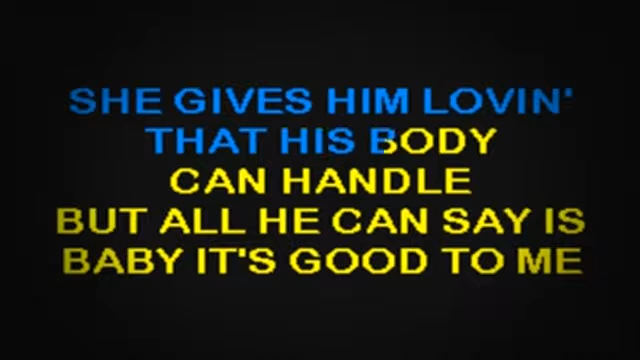 SHE GIVES HIM LOVIN'
THAT HIS BODY
CAN HANDLE
BUT ALL HE CAN SAY IS
BABY IT'S GOOD TO ME